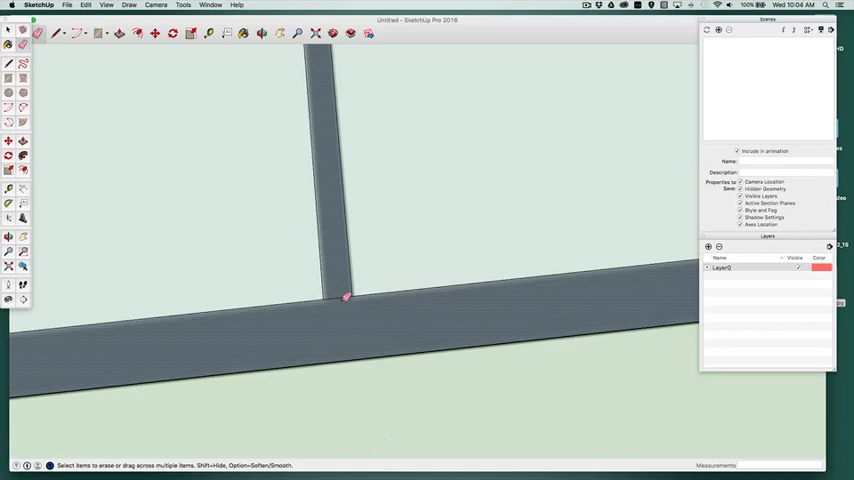 SketchUp File Edit View Draw Camera Tools Window Help
100% Wed 10:04 AM
Untitled - SketchUp Pro 2016
Scenes
Include in animation
Name:
Description:
Properties to Save:
Camera Location
Hidden Geometry
Visible Layers
Active Section Planes
Style and Fog
Shadow Settings
Axes Location
Layers
Name Visible Color
Layer0
Select items to erase or drag across multiple items. Shift=Hide, Option=Soften/Smooth.
Measurements